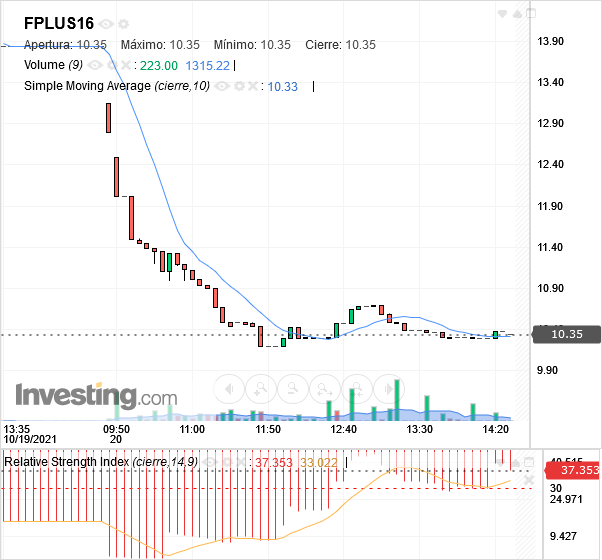 FPLUS16
Apertura: 10.35 Máximo: 10.35 Mínimo: 10.35 Cierre: 10.35
Volume (9) : 223.00 1315.22
Simple Moving Average (cierre,10) : 10.33
13.90
13.40
12.90
12.40
11.90
11.40
10.90
10.35
9.90
Investing.com
13:35 09:50 11:00 11:50 12:40 13:30 14:20
10/19/2021 20
Relative Strength Index (cierre,14,9) : 37.353 33.022
40.545
37.353
30
24.971
9.427